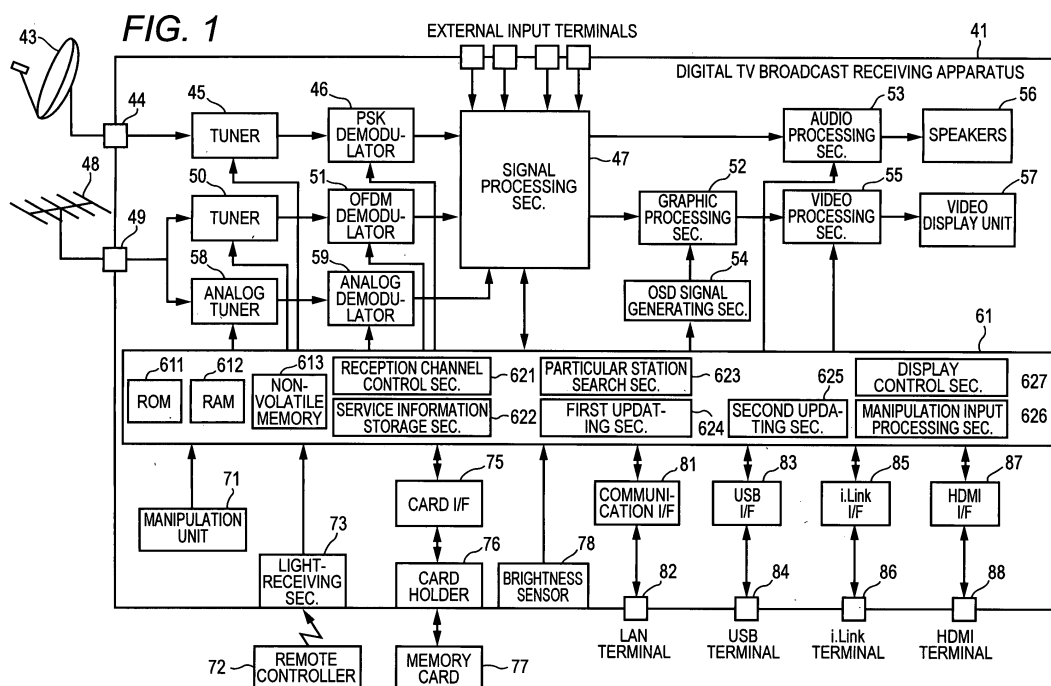 FIG. 1
EXTERNAL INPUT TERMINALS
43
41
DIGITAL TV BROADCAST RECEIVING APPARATUS
44
45
46
53
56
TUNER
PSK
DEMODU-
LATOR
SIGNAL
PROCESSING
SEC.
47
AUDIO
PROCESSING
SEC.
SPEAKERS
48
50
51
52
55
57
49
TUNER
OFDM
DEMODU-
LATOR
GRAPHIC
PROCESSING
SEC.
VIDEO
PROCESSING
SEC.
VIDEO
DISPLAY UNIT
58
59
54
ANALOG
TUNER
ANALOG
DEMODU-
LATOR
OSD SIGNAL
GENERATING SEC.
61
611
612
613
ROM
RAM
NON-
VOLATILE
MEMORY
RECEPTION CHANNEL
CONTROL SEC.
621
PARTICULAR STATION
SEARCH SEC.
623
625
DISPLAY
CONTROL SEC.
627
SERVICE INFORMATION
STORAGE SEC.
622
FIRST UPDAT-
ING SEC.
624
SECOND UPDA-
TING SEC.
MANIPULATION INPUT
PROCESSING SEC.
626
71
MANIPULATION
UNIT
73
LIGHT-
RECEIVING
SEC.
75
CARD I/F
76
CARD
HOLDER
78
BRIGHTNESS
SENSOR
81
COMMUNI-
CATION I/F
83
USB
I/F
85
i.Link
I/F
87
HDMI
I/F
82
84
86
88
LAN
TERMINAL
USB
TERMINAL
i.Link
TERMINAL
HDMI
TERMINAL
72
REMOTE
CONTROLLER
MEMORY
CARD
77